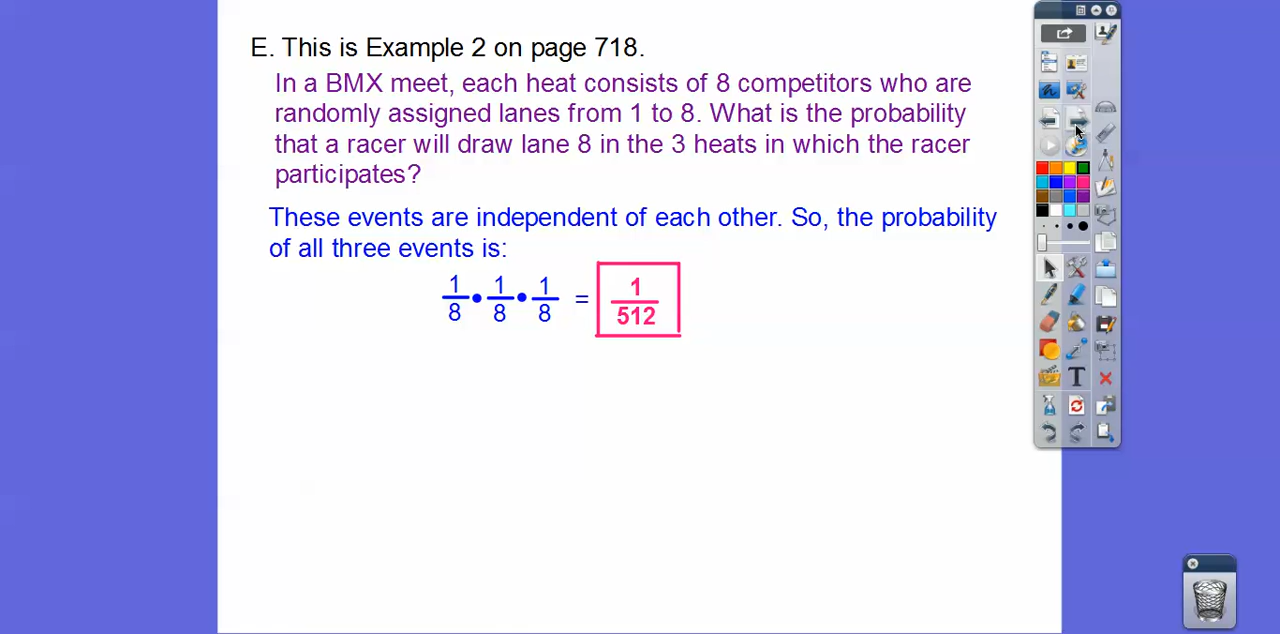 E. This is Example 2 on page 718.
In a BMX meet, each heat consists of 8 competitors who are
randomly assigned lanes from 1 to 8. What is the probability
that a racer will draw lane 8 in the 3 heats in which the racer
participates?
These events are independent of each other. So, the probability
of all three events is:
1/8 • 1/8 • 1/8 = 1/512
T